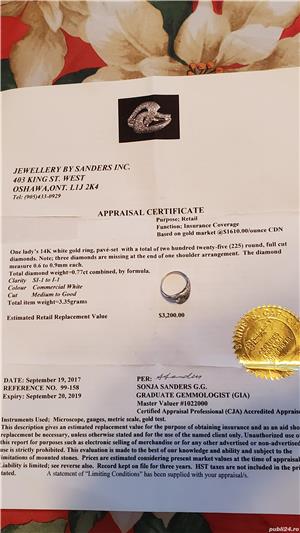 JEWELLERY BY SANDERS INC.
403 KING ST. WEST
OSHAWA,ONT. L1J 2K4
Tel: (905)433-0929
APPRAISAL CERTIFICATE
Purpose; Retail
Function; Insurance Coverage
Based on gold market @$1610.00/ounce CDN
One lady's 14K white gold ring, pavé-set with a total of two hundred twenty-five (225) round, full cut
diamonds. Note; three diamonds are missing at the end of one shoulder arrangement. The diamonds
measure 0.6 to 0.9mm each.
Total diamond weight=0.77ct combined, by formula.
Clarity SI-1 to I-1
Colour Commercial White
Cut Medium to Good
Total item weight=3.35grams
Estimated Retail Replacement Value $3,200.00
DATE: September 19, 2017
REFERENCE NO: 99-158
Expiry: September 20, 2019
PER: Sanders
SONJA SANDERS G.G.
GRADUATE GEMMOLOGIST (GIA)
Master Valuer #1022000
Certified Appraisal Professional (CJA) Accredited Appraise
Instruments Used: Microscope, gauges, metric scale, gold test.
This description gives an estimated replacement value for the purpose of obtaining insurance and as an aid sho
replacement be necessary, unless otherwise stated and for the use of the named client only. Unauthorized use o
this report for purposes such as electronic selling of merchandise or for any other advertised or non-advertised
use is strictly prohibited. This evaluation is made to the best of our knowledge and ability and subject to the
limitations of mounted stones. Prices are estimated considering present market values at the time of appraisal
Liability is limited; see reverse also. Record kept on file for three years. HST taxes are not included in the pri
stated. A statement of "Limiting Conditions" has been supplied with your appraisal/s.
publi24.ro